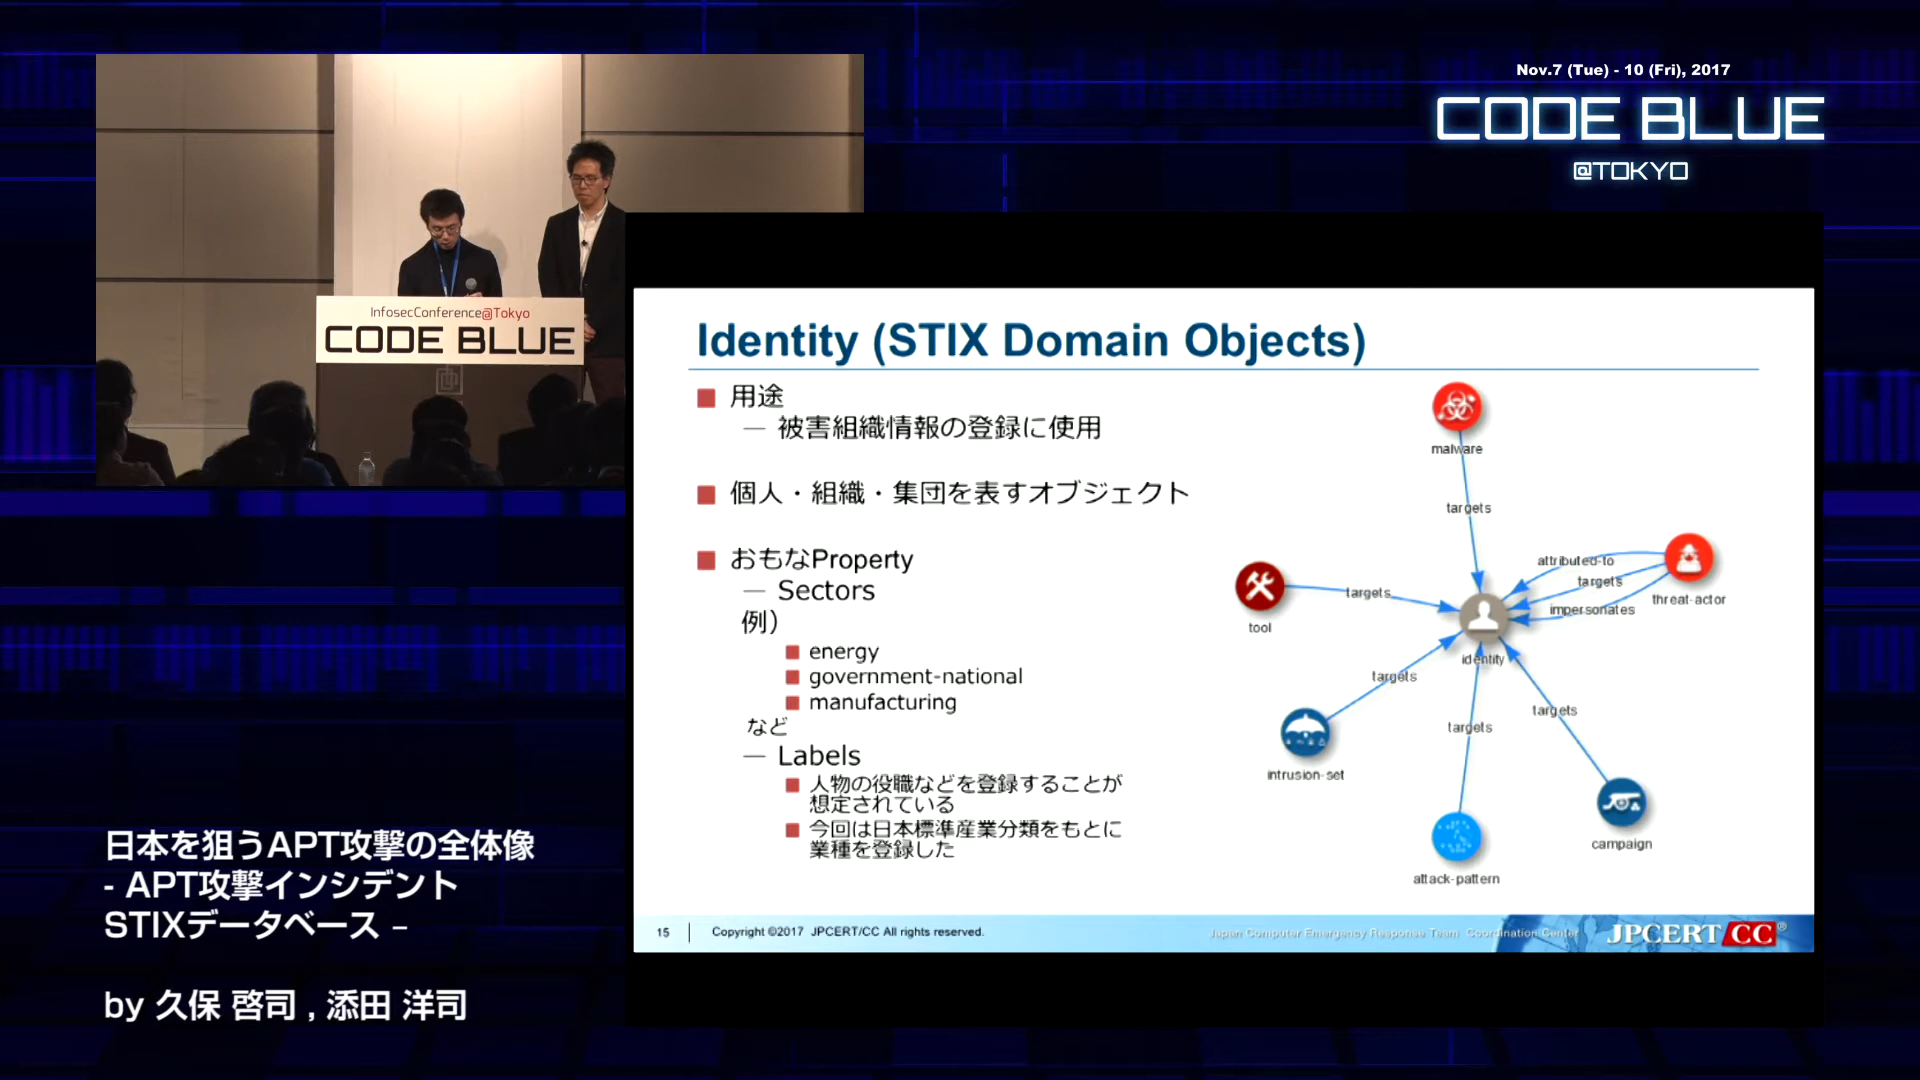 Nov.7 (Tue) - 10 (Fri), 2017
CODE BLUE
@TOKYO
InfosecConference@Tokyo
CODE BLUE
Identity (STIX Domain Objects)
用途
― 被害組織情報の登録に使用
個人・組織・集団を表すオブジェクト
おもなProperty
― Sectors
例）
energy
government-national
manufacturing
など
― Labels
人物の役職などを登録することが
想定されている
今回は日本標準産業分類をもとに
業種を登録した
malware
targets
attributed-to
targets
impersonates
threat-actor
tool
targets
identity
targets
intrusion-set
targets
attack-pattern
targets
campaign
15
Copyright ©2017 JPCERT/CC All rights reserved.
Japan Computer Emergency Response Team Coordination Center
JPCERT/CC®
日本を狙うAPT攻撃の全体像
- APT攻撃インシデント
STIXデータベース –
by 久保 啓司 , 添田 洋司